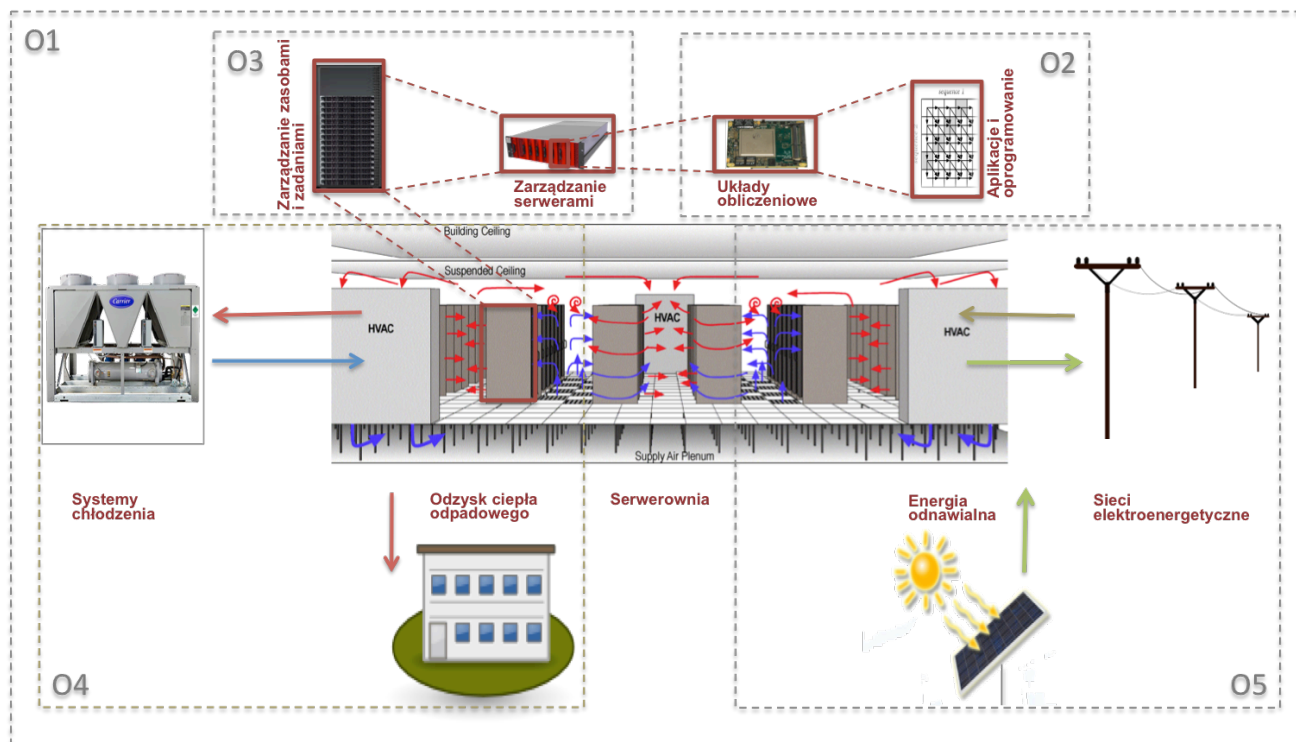 O1
O3
O2
Zarządzanie zasobami
i zadaniami
Aplikacje i
oprogramowanie
Zarządzanie
serwerami
Układy
obliczeniowe
Building Ceiling
Suspended Ceiling
Carrier
HVAC
HVAC
HVAC
Supply Air Plenum
Systemy
chłodzenia
Odzysk ciepła
odpadowego
Serwerownia
Energia
odnawialna
Sieci
elektroenergetyczne
O4
O5